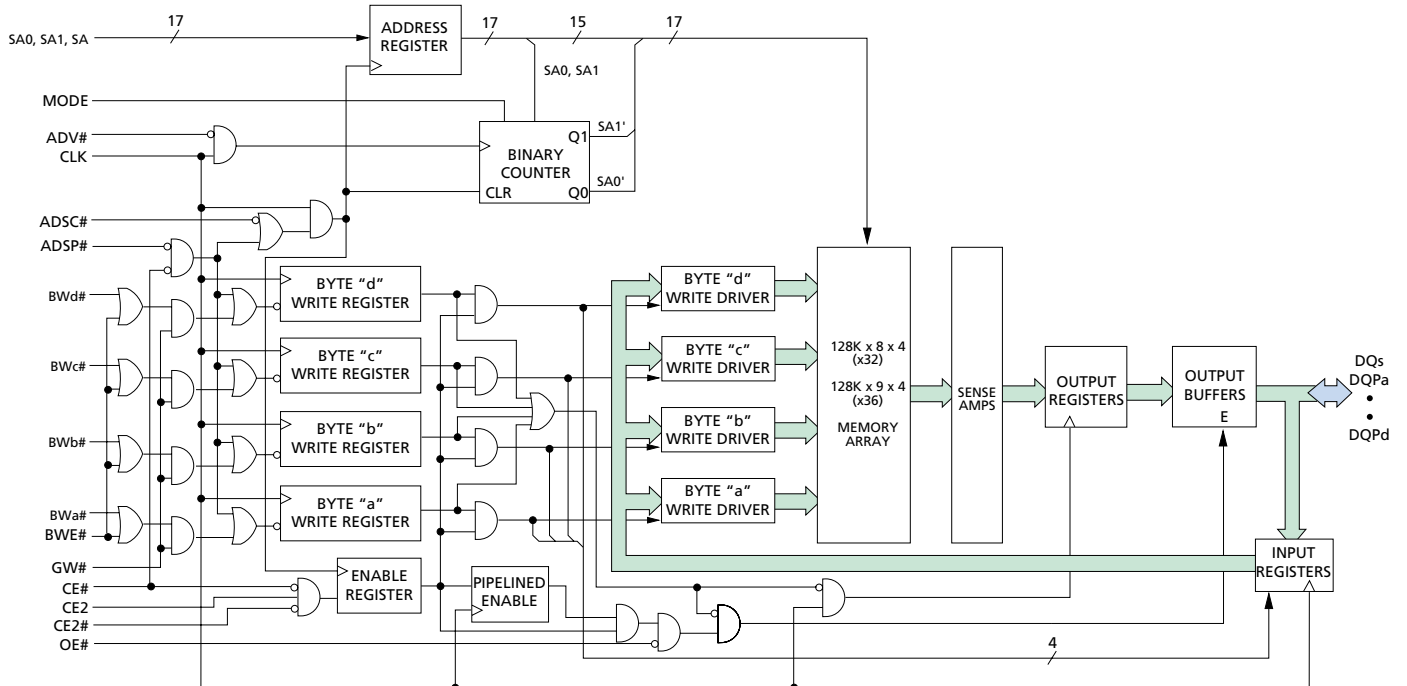 17
ADDRESS
REGISTER
17
15
17
SA0, SA1, SA
SA0, SA1
MODE
ADV#
CLK
BINARY
COUNTER
Q1
SA1'
CLR
Q0
SA0'
ADSC#
ADSP#
BWd#
BYTE “d”
WRITE REGISTER
BYTE “d”
WRITE DRIVER
BWc#
BYTE “c”
WRITE REGISTER
BYTE “c”
WRITE DRIVER
BWb#
BYTE “b”
WRITE REGISTER
BYTE “b”
WRITE DRIVER
BWa#
BYTE “a”
WRITE REGISTER
BYTE “a”
WRITE DRIVER
BWE#
128K x 8 x 4
(x32)
128K x 9 x 4
(x36)
MEMORY
ARRAY
SENSE
AMPS
OUTPUT
REGISTERS
OUTPUT
BUFFERS
E
DQs
DQPa
•
•
DQPd
INPUT
REGISTERS
GW#
CE#
CE2
CE2#
OE#
ENABLE
REGISTER
PIPELINED
ENABLE
4